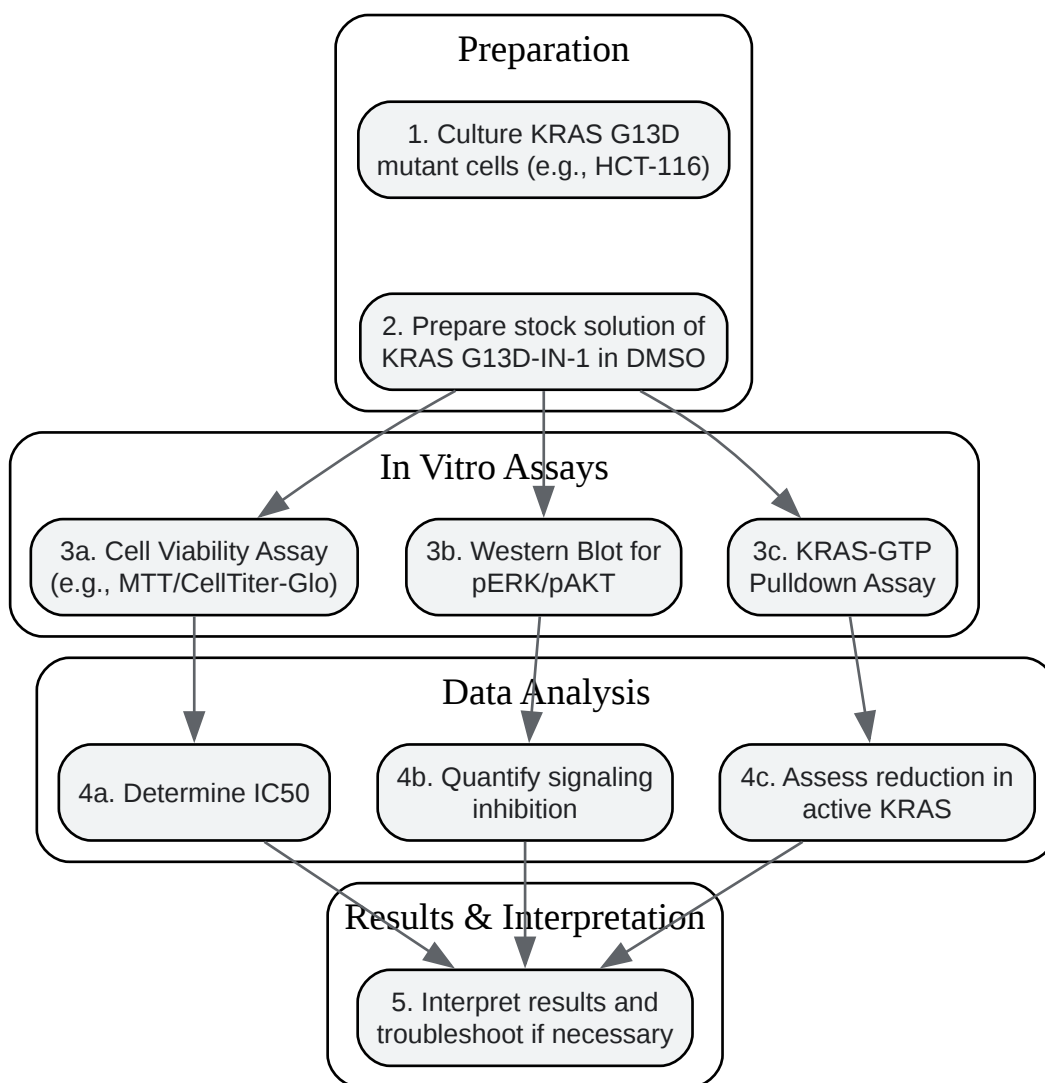 Preparation
1. Culture KRAS G13D
mutant cells (e.g., HCT-116)
2. Prepare stock solution of
KRAS G13D-IN-1 in DMSO
In Vitro Assays
3a. Cell Viability Assay
(e.g., MTT/CellTiter-Glo)
3b. Western Blot for
pERK/pAKT
3c. KRAS-GTP
Pulldown Assay
Data Analysis
4a. Determine IC50
4b. Quantify signaling
inhibition
4c. Assess reduction in
active KRAS
Results & Interpretation
5. Interpret results and
troubleshoot if necessary